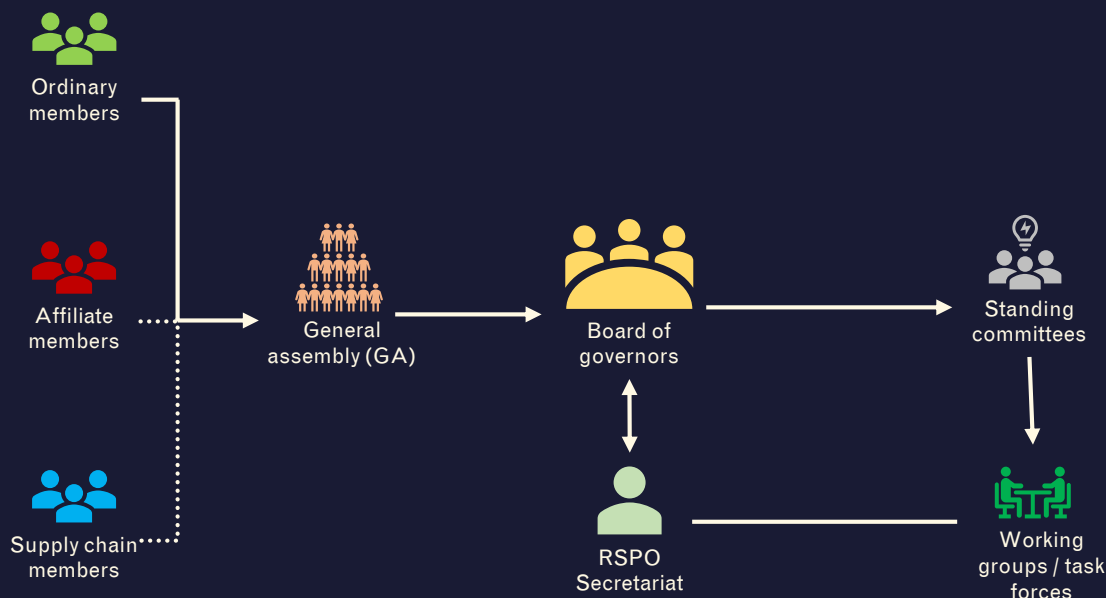 Ordinary
members
Affiliate
members
Supply chain
members
General
assembly (GA)
Board of
governors
RSPO
Secretariat
Standing
committees
Working
groups / task
forces